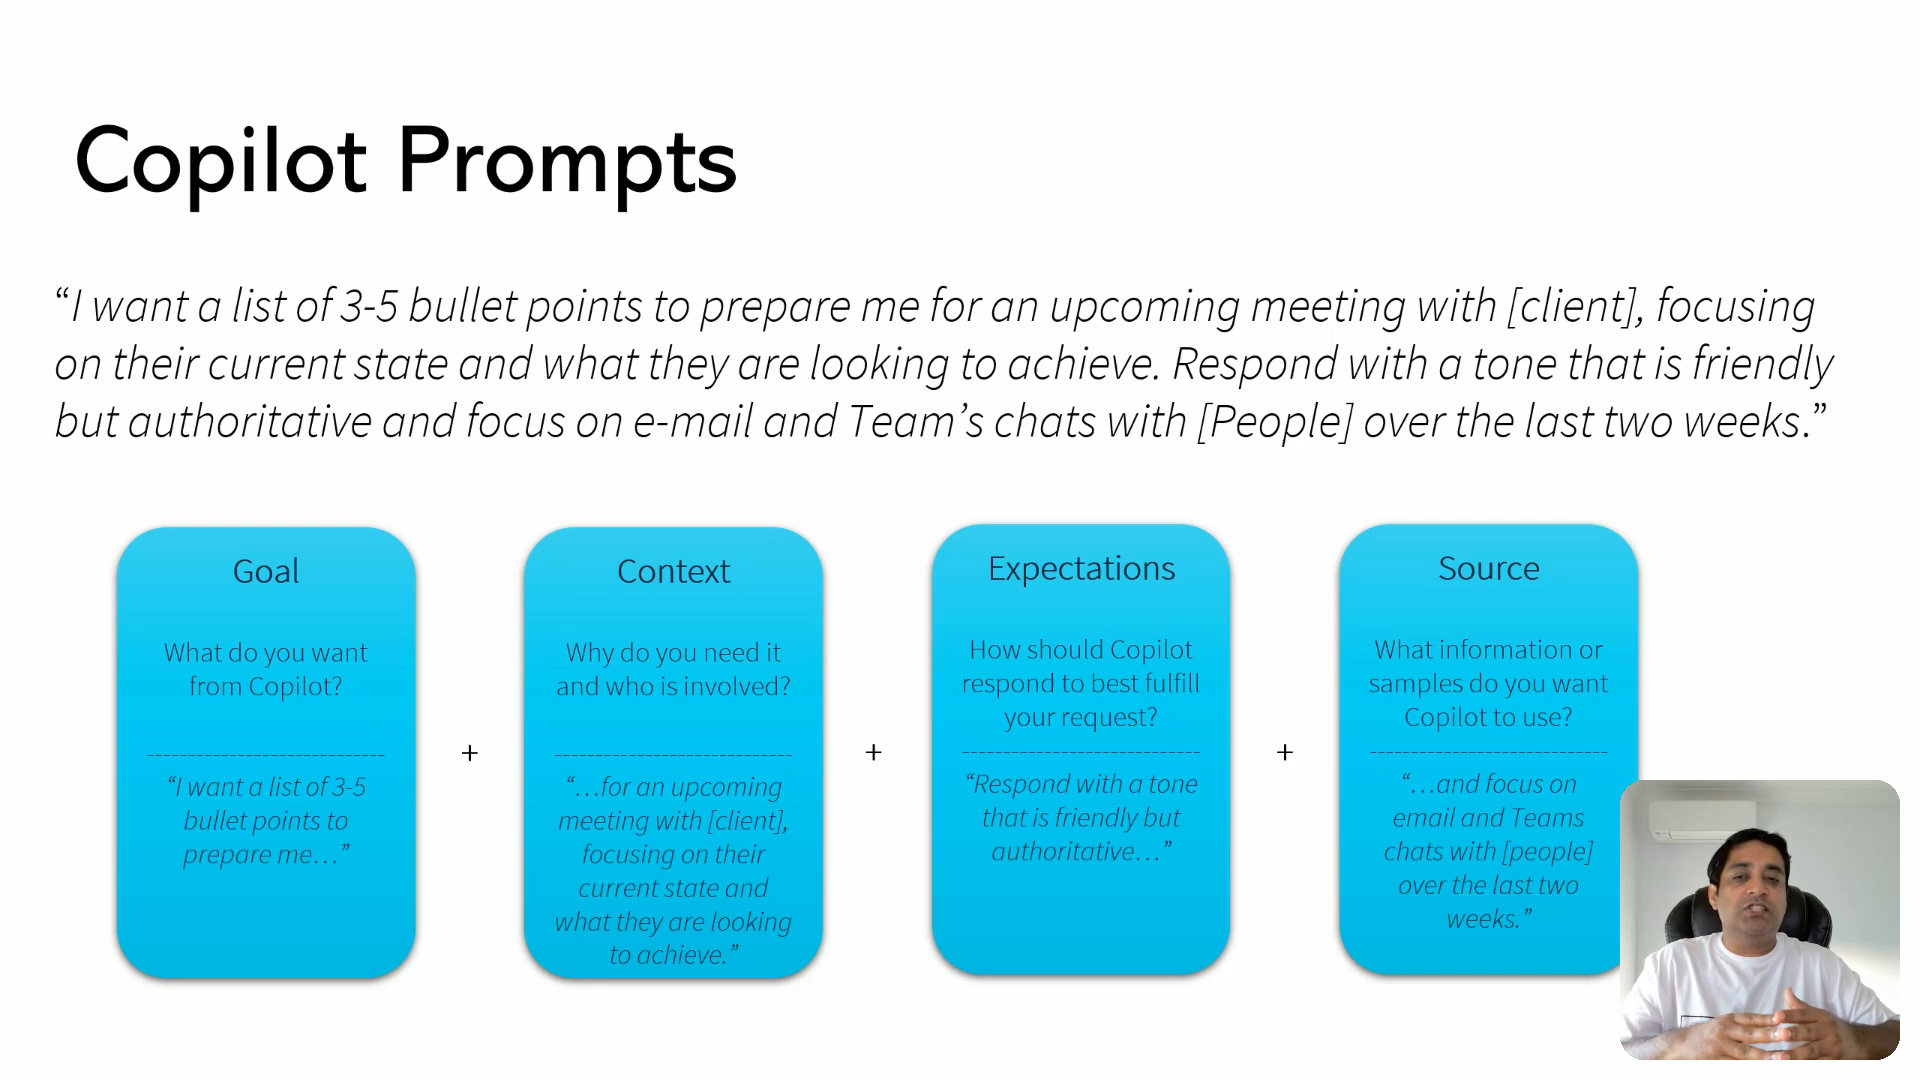 Copilot Prompts
“I want a list of 3-5 bullet points to prepare me for an upcoming meeting with [client], focusing
on their current state and what they are looking to achieve. Respond with a tone that is friendly
but authoritative and focus on e-mail and Team’s chats with [People] over the last two weeks.”
Goal
What do you want
from Copilot?
“I want a list of 3-5
bullet points to
prepare me…”
+
Context
Why do you need it
and who is involved?
“…for an upcoming
meeting with [client],
focusing on their
current state and
what they are looking
to achieve.”
+
Expectations
How should Copilot
respond to best fulfill
your request?
“Respond with a tone
that is friendly but
authoritative…”
+
Source
What information or
samples do you want
Copilot to use?
“…and focus on
email and Teams
chats with [people]
over the last two
weeks.”